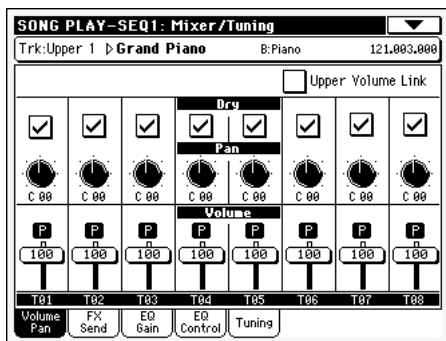 SONG PLAY-SEQ1: Mixer/Tuning
Trk:Upper 1 ▷Grand Piano B:Piano 121.003.000
Upper Volume Link
Dry
Pan
C 00 C 00 C 00 C 00 C 00 C 00 C 00 C 00
Volume
P P P P P P P P
100 100 100 100 100 100 100 100
T01 T02 T03 T04 T05 T06 T07 T08
Volume Pan FX Send EQ Gain EQ Control Tuning